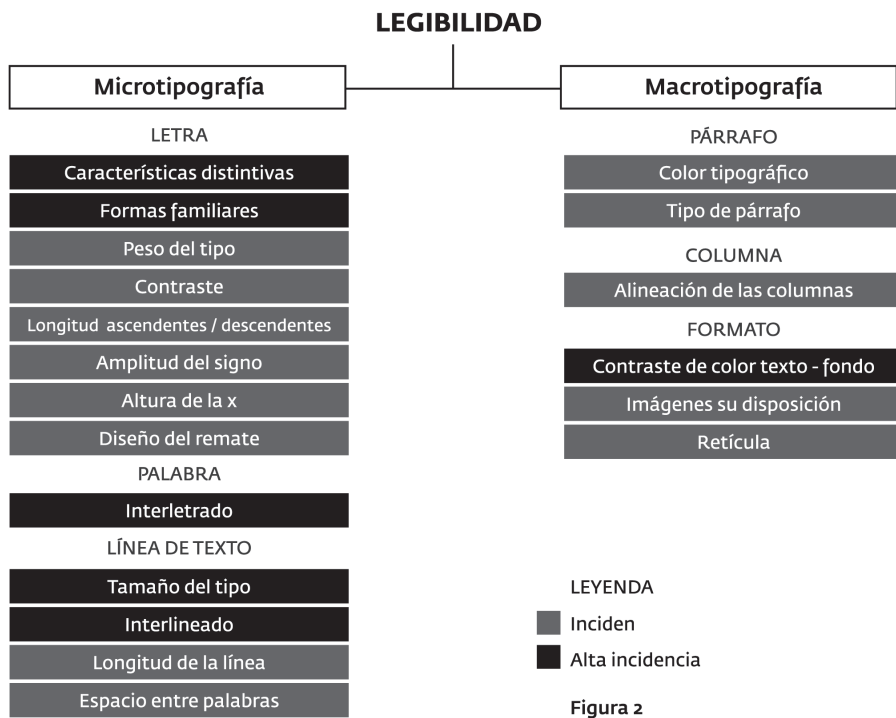 LEGIBILIDAD
Microtipografía
LETRA
Características distintivas
Formas familiares
Peso del tipo
Contraste
Longitud ascendentes / descendentes
Amplitud del signo
Altura de la x
Diseño del remate
PALABRA
Interletrado
LÍNEA DE TEXTO
Tamaño del tipo
Interlineado
Longitud de la línea
Espacio entre palabras
Macrotipografía
PÁRRAFO
Color tipográfico
Tipo de párrafo
COLUMNA
Alineación de las columnas
FORMATO
Contraste de color texto - fondo
Imágenes su disposición
Retícula
LEYENDA
Inciden
Alta incidencia
Figura 2